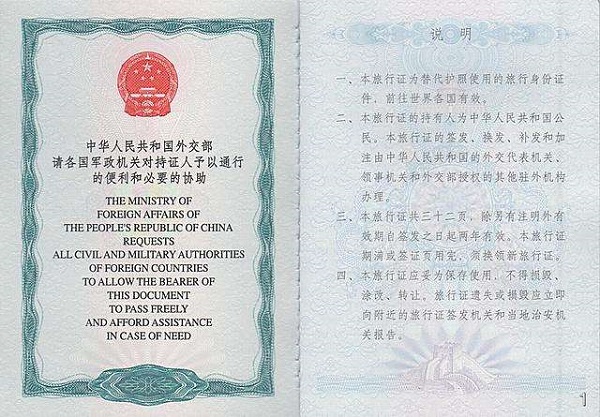 中华人民共和国外交部
请各国军政机关对持证人予以通行
的便利和必要的协助
THE MINISTRY OF
FOREIGN AFFAIRS OF
THE PEOPLE'S REPUBLIC OF CHINA
REQUESTS
ALL CIVIL AND MILITARY AUTHORITIES
OF FOREIGN COUNTRIES
TO ALLOW THE BEARER OF
THIS DOCUMENT
TO PASS FREELY
AND AFFORD ASSISTANCE
IN CASE OF NEED
说 明
一、本旅行证为替代护照使用的旅行身份证
件，前往世界各国有效。
二、本旅行证的持有人为中华人民共和国公
民。本旅行证的签发、换发、补发和加
注由中华人民共和国的外交代表机关、
领事机关和外交部授权的其他驻外机构
办理。
三、本旅行证共三十二页，除另有注明外有
效期自签发之日起两年有效。本旅行证
期满或签证页用完，须换领新旅行证。
四、本旅行证应妥为保存使用，不得损毁、
涂改、转让。旅行证遗失或损毁应立即
向附近的旅行证签发机关和当地治安机
关报告。
1